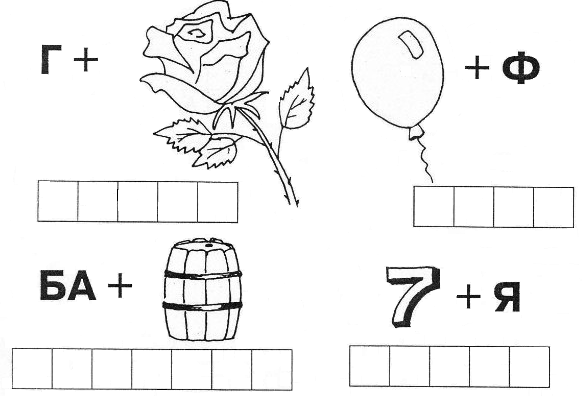 Г +
+ Ф
БА +
7 + Я